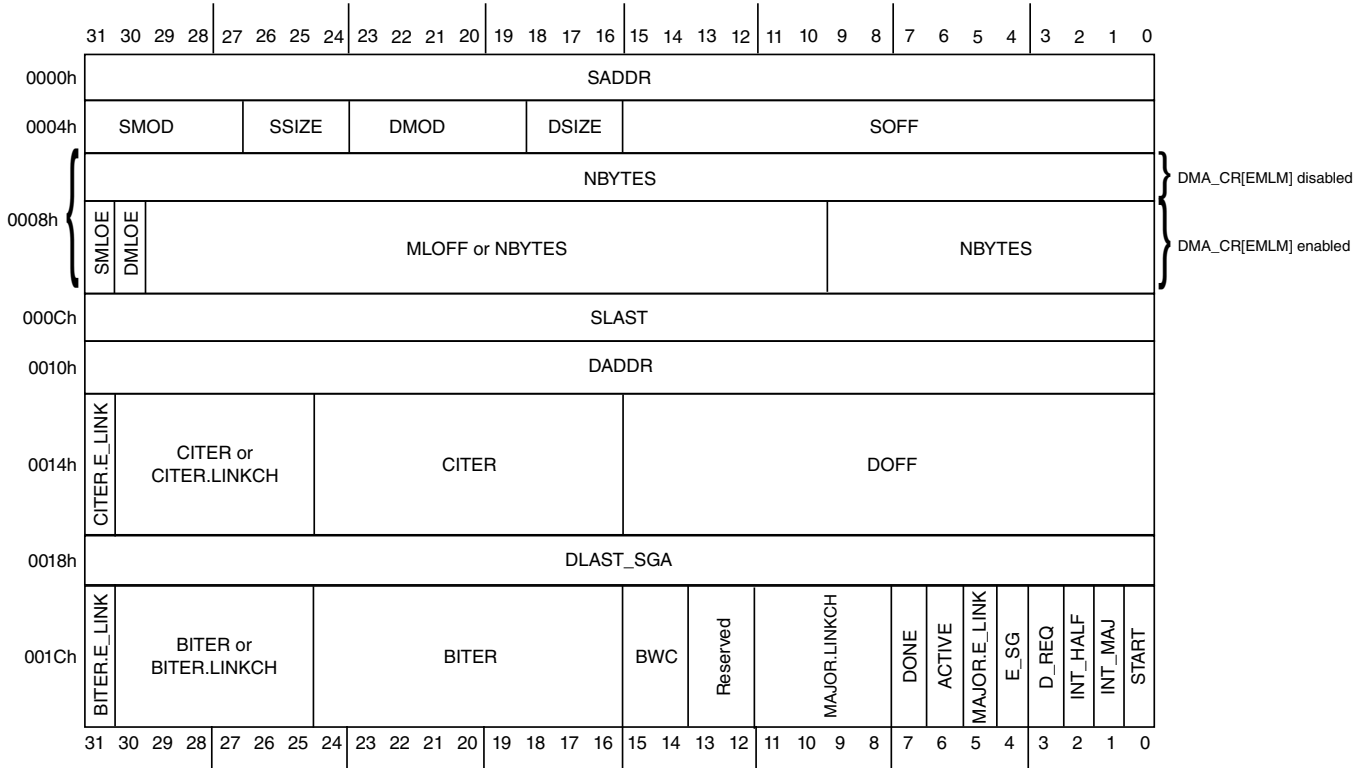 31 30 29 28 27 26 25 24 23 22 21 20 19 18 17 16 15 14 13 12 11 10 9 8 7 6 5 4 3 2 1 0
0000h SADDR
0004h SMOD SSIZE DMOD DSIZE SOFF
0008h
NBYTES DMA_CR[EMLM] disabled
SMLOE DMLOE MLOFF or NBYTES NBYTES DMA_CR[EMLM] enabled
000Ch SLAST
0010h DADDR
0014h CITER.E_LINK CITER or
CITER.LINKCH CITER DOFF
0018h DLAST_SGA
001Ch BITER.E_LINK BITER or
BITER.LINKCH BITER BWC Reserved MAJOR.LINKCH DONE ACTIVE MAJOR.E_LINK E_SG D_REQ INT_HALF INT_MAJ START
31 30 29 28 27 26 25 24 23 22 21 20 19 18 17 16 15 14 13 12 11 10 9 8 7 6 5 4 3 2 1 0